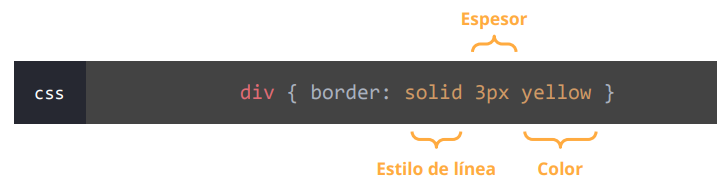 Espesor
css
div { border: solid 3px yellow }
Estilo de línea
Color